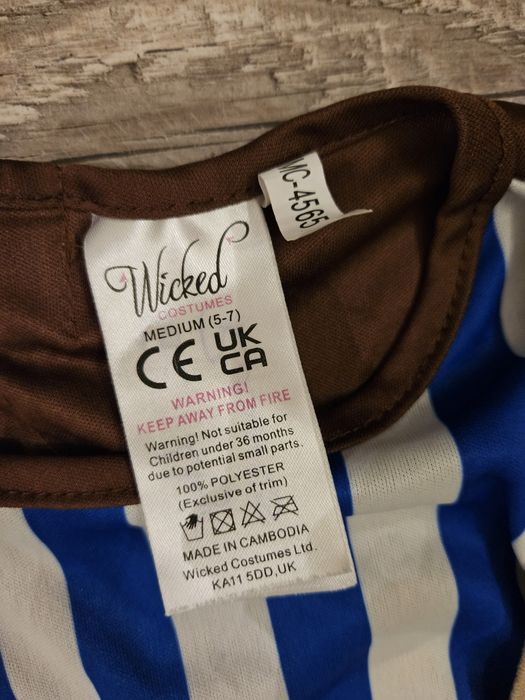 MC-4565
Wicked
COSTUMES
MEDIUM (5-7)
CE UK
CA
WARNING!
KEEP AWAY FROM FIRE
Warning! Not suitable for
Children under 36 months
due to potential small parts.
100% POLYESTER
(Exclusive of trim)
MADE IN CAMBODIA
Wicked Costumes Ltd.
KA11 5DD,UK